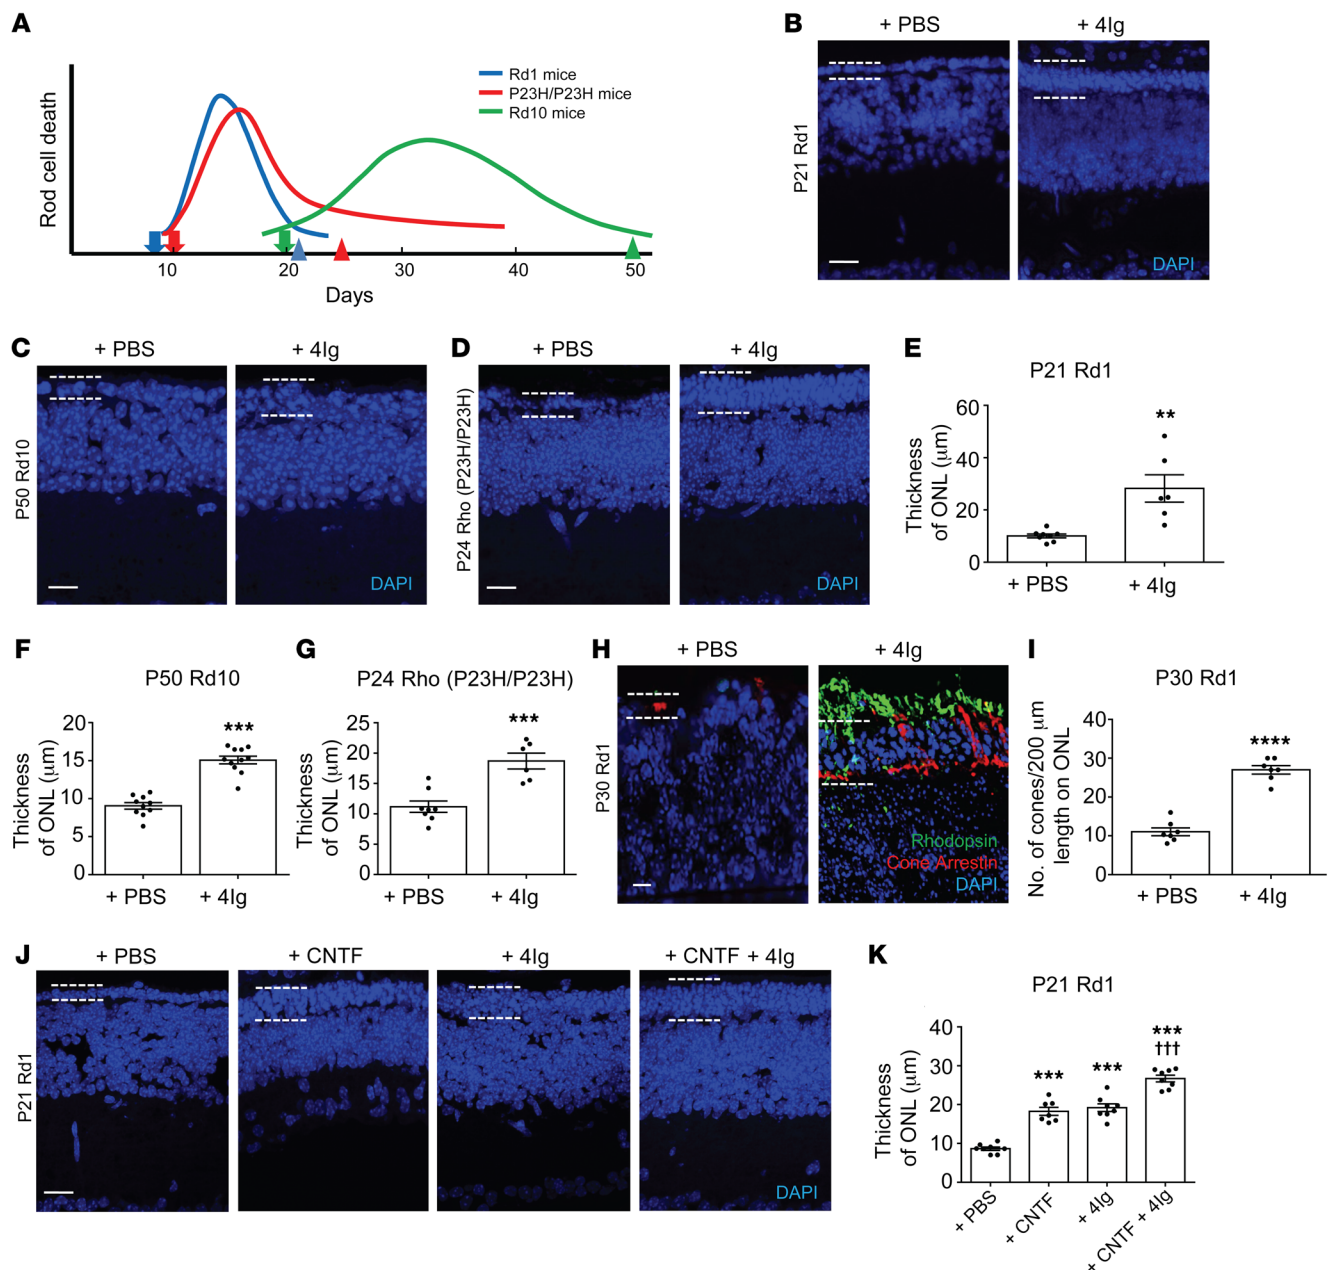 A
Rod cell death
Rd1 mice
P23H/P23H mice
Rd10 mice
10
20
30
40
50
Days
B
+ PBS
+ 4Ig
P21 Rd1
DAPI
C
+ PBS
+ 4Ig
P50 Rd10
DAPI
D
+ PBS
+ 4Ig
P24 Rho (P23H/P23H)
DAPI
E
P21 Rd1
Thickness
of ONL (µm)
60
40
20
0
**
+ PBS
+ 4Ig
F
P50 Rd10
Thickness
of ONL (µm)
20
15
10
5
0
***
+ PBS
+ 4Ig
G
P24 Rho (P23H/P23H)
Thickness
of ONL (µm)
25
20
15
10
5
0
***
+ PBS
+ 4Ig
H
+ PBS
+ 4Ig
P30 Rd1
Rhodopsin
Cone Arrestin
DAPI
I
P30 Rd1
No. of cones/200 µm
length on ONL
40
30
20
10
0
****
+ PBS
+ 4Ig
J
+ PBS
+ CNTF
+ 4Ig
+ CNTF + 4Ig
P21 Rd1
DAPI
K
P21 Rd1
Thickness
of ONL (µm)
40
30
20
10
0
***
***
***
†††
+ PBS
+ CNTF
+ 4Ig
+ CNTF + 4Ig